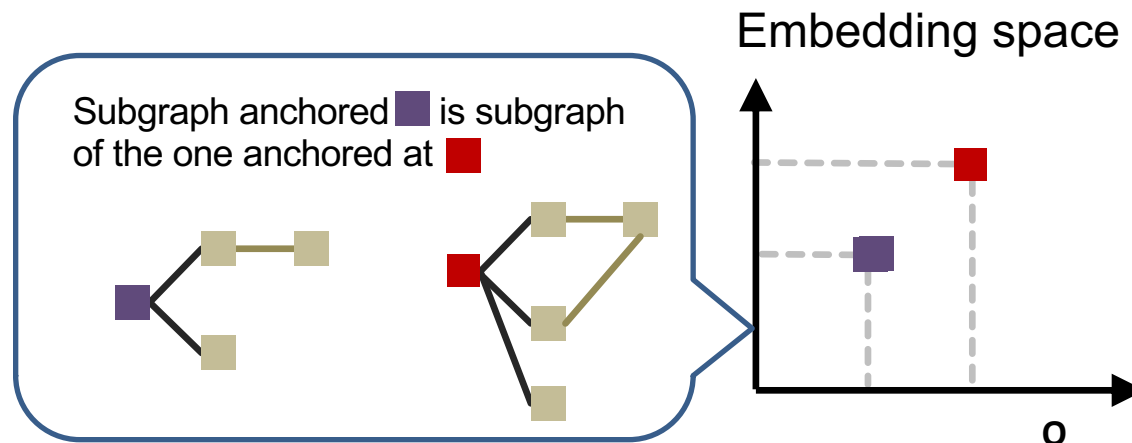 Embedding space
Subgraph anchored is subgraph
of the one anchored at